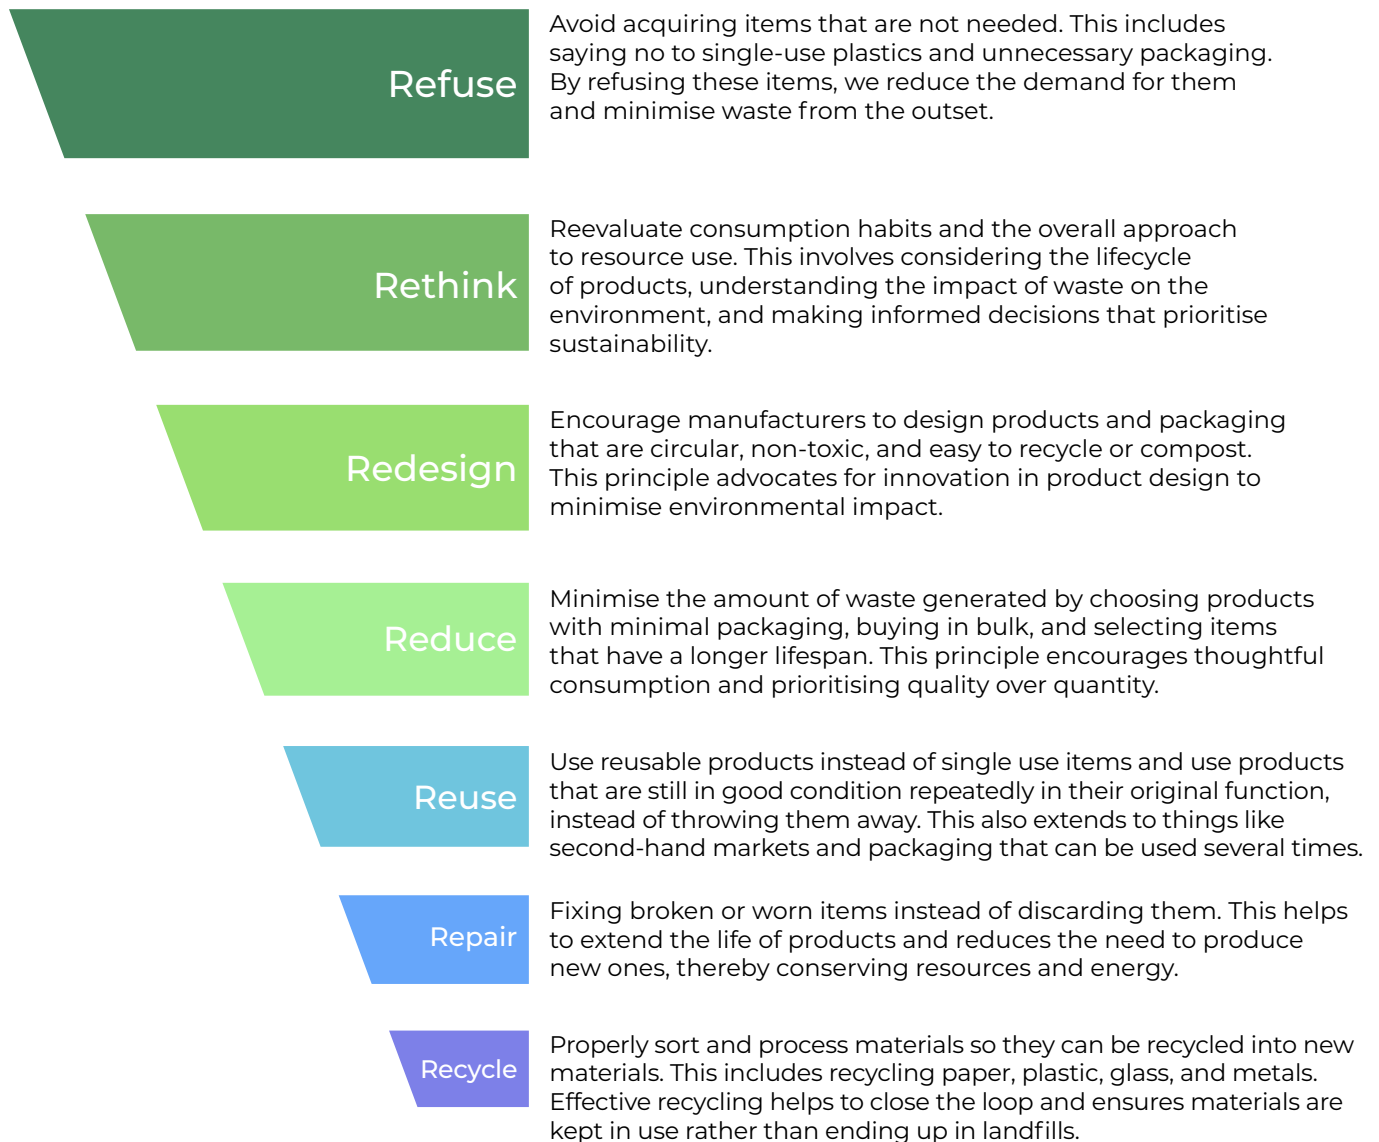 Refuse
Avoid acquiring items that are not needed. This includes
saying no to single-use plastics and unnecessary packaging.
By refusing these items, we reduce the demand for them
and minimise waste from the outset.
Rethink
Reevaluate consumption habits and the overall approach
to resource use. This involves considering the lifecycle
of products, understanding the impact of waste on the
environment, and making informed decisions that prioritise
sustainability.
Redesign
Encourage manufacturers to design products and packaging
that are circular, non-toxic, and easy to recycle or compost.
This principle advocates for innovation in product design to
minimise environmental impact.
Reduce
Minimise the amount of waste generated by choosing products
with minimal packaging, buying in bulk, and selecting items
that have a longer lifespan. This principle encourages thoughtful
consumption and prioritising quality over quantity.
Reuse
Use reusable products instead of single use items and use products
that are still in good condition repeatedly in their original function,
instead of throwing them away. This also extends to things like
second-hand markets and packaging that can be used several times.
Repair
Fixing broken or worn items instead of discarding them. This helps
to extend the life of products and reduces the need to produce
new ones, thereby conserving resources and energy.
Recycle
Properly sort and process materials so they can be recycled into new
materials. This includes recycling paper, plastic, glass, and metals.
Effective recycling helps to close the loop and ensures materials are
kept in use rather than ending up in landfills.